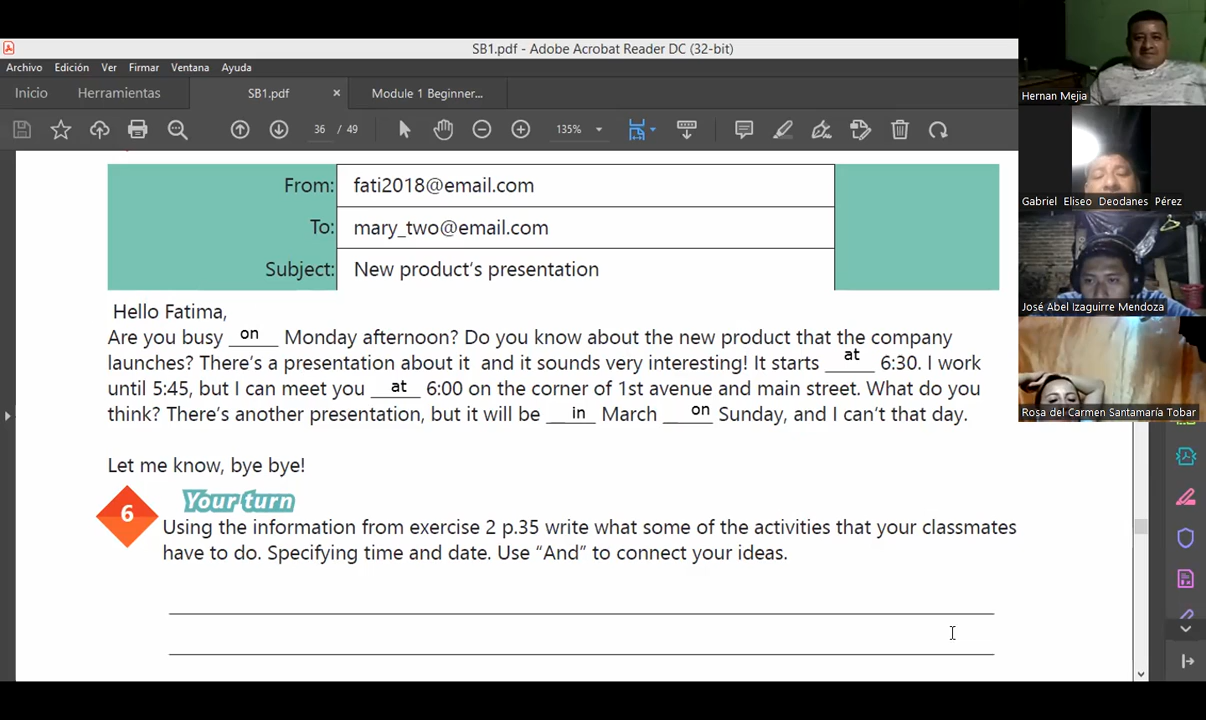 SB1.pdf - Adobe Acrobat Reader DC (32-bit)
Archivo Edición Ver Firmar Ventana Ayuda
Inicio Herramientas SB1.pdf × Module 1 Beginner...
36 / 49 135%
From: fati2018@email.com
To: mary_two@email.com
Subject: New product's presentation
Hello Fatima,
Are you busy on Monday afternoon? Do you know about the new product that the company
launches? There's a presentation about it and it sounds very interesting! It starts at 6:30. I work
until 5:45, but I can meet you at 6:00 on the corner of 1st avenue and main street. What do you
think? There's another presentation, but it will be in March on Sunday, and I can't that day.
Let me know, bye bye!
6 Your turn
Using the information from exercise 2 p.35 write what some of the activities that your classmates
have to do. Specifying time and date. Use “And” to connect your ideas.
Hernan Mejia
Gabriel Eliseo Deodanes Pérez
José Abel Izaguirre Mendoza
Rosa del Carmen Santamaría Tobar